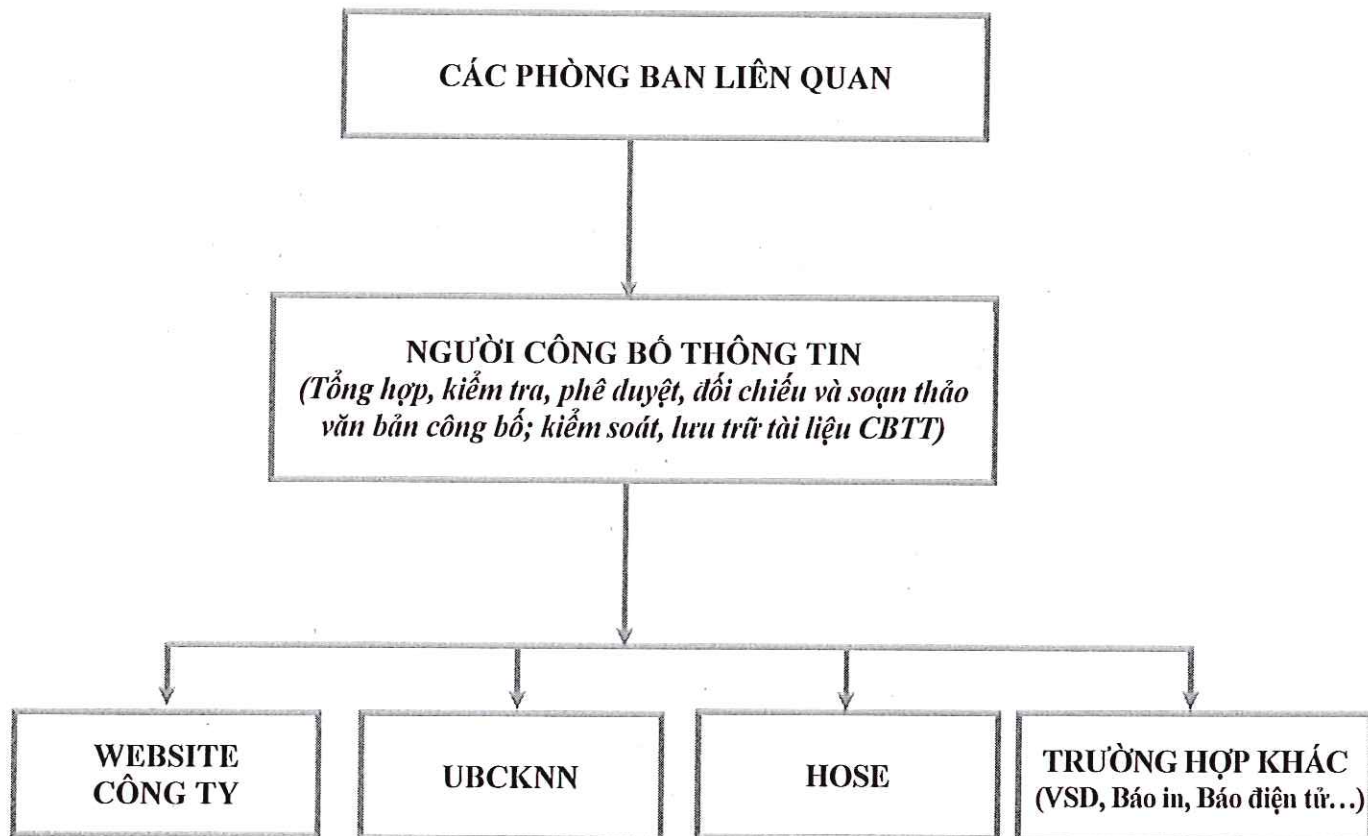 CÁC PHÒNG BAN LIÊN QUAN
NGƯỜI CÔNG BỐ THÔNG TIN
(Tổng hợp, kiểm tra, phê duyệt, đối chiếu và soạn thảo
văn bản công bố; kiểm soát, lưu trữ tài liệu CBTT)
WEBSITE
CÔNG TY
UBCKNN
HOSE
TRƯỜNG HỢP KHÁC
(VSD, Báo in, Báo điện tử…)